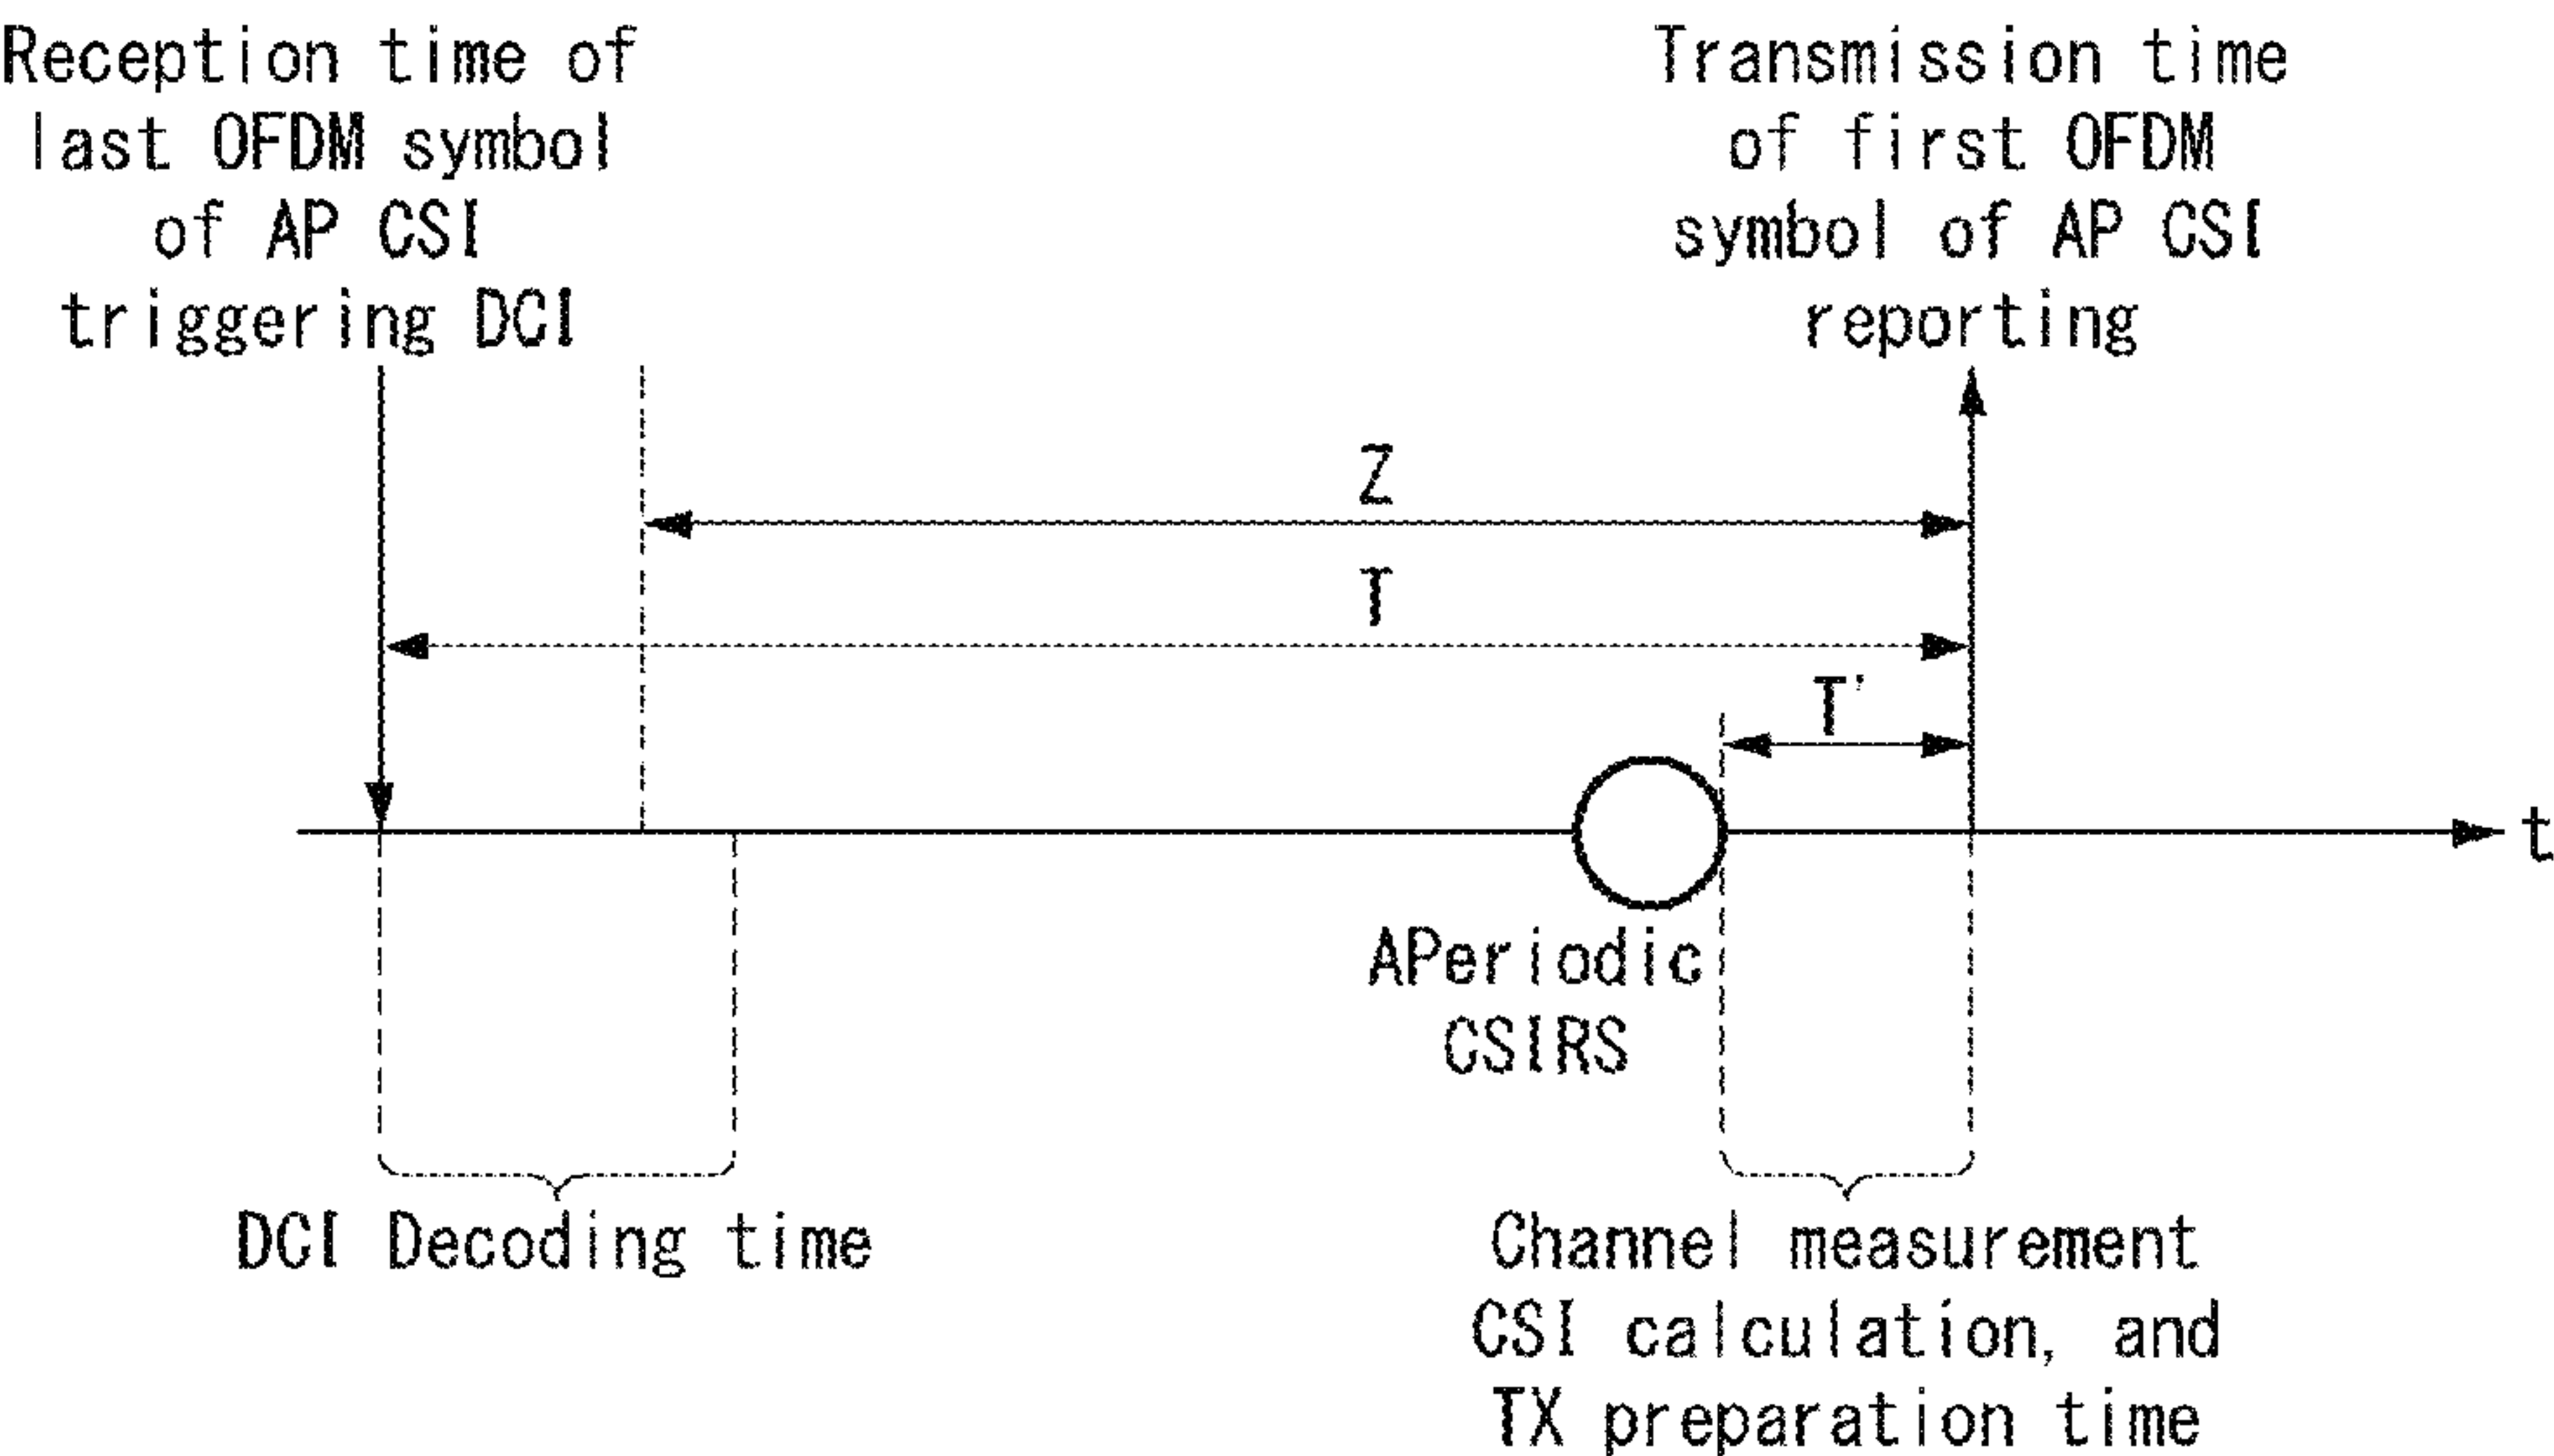 Reception time of
last OFDM symbol
of AP CSI
triggering DCI
Transmission time
of first OFDM
symbol of AP CSI
reporting
Z
T
T'
t
APeriodic
CSIRS
DCI Decoding time
Channel measurement
CSI calculation, and
TX preparation time